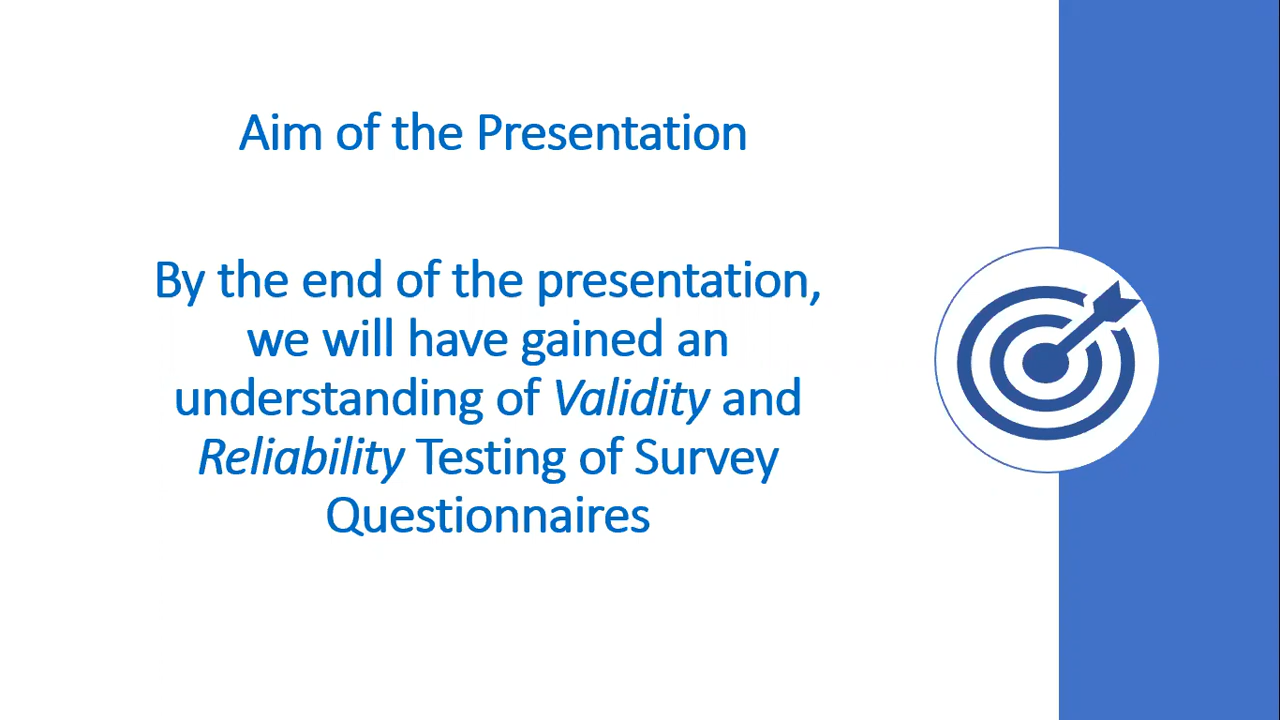 Aim of the Presentation
By the end of the presentation,
we will have gained an
understanding of Validity and
Reliability Testing of Survey
Questionnaires